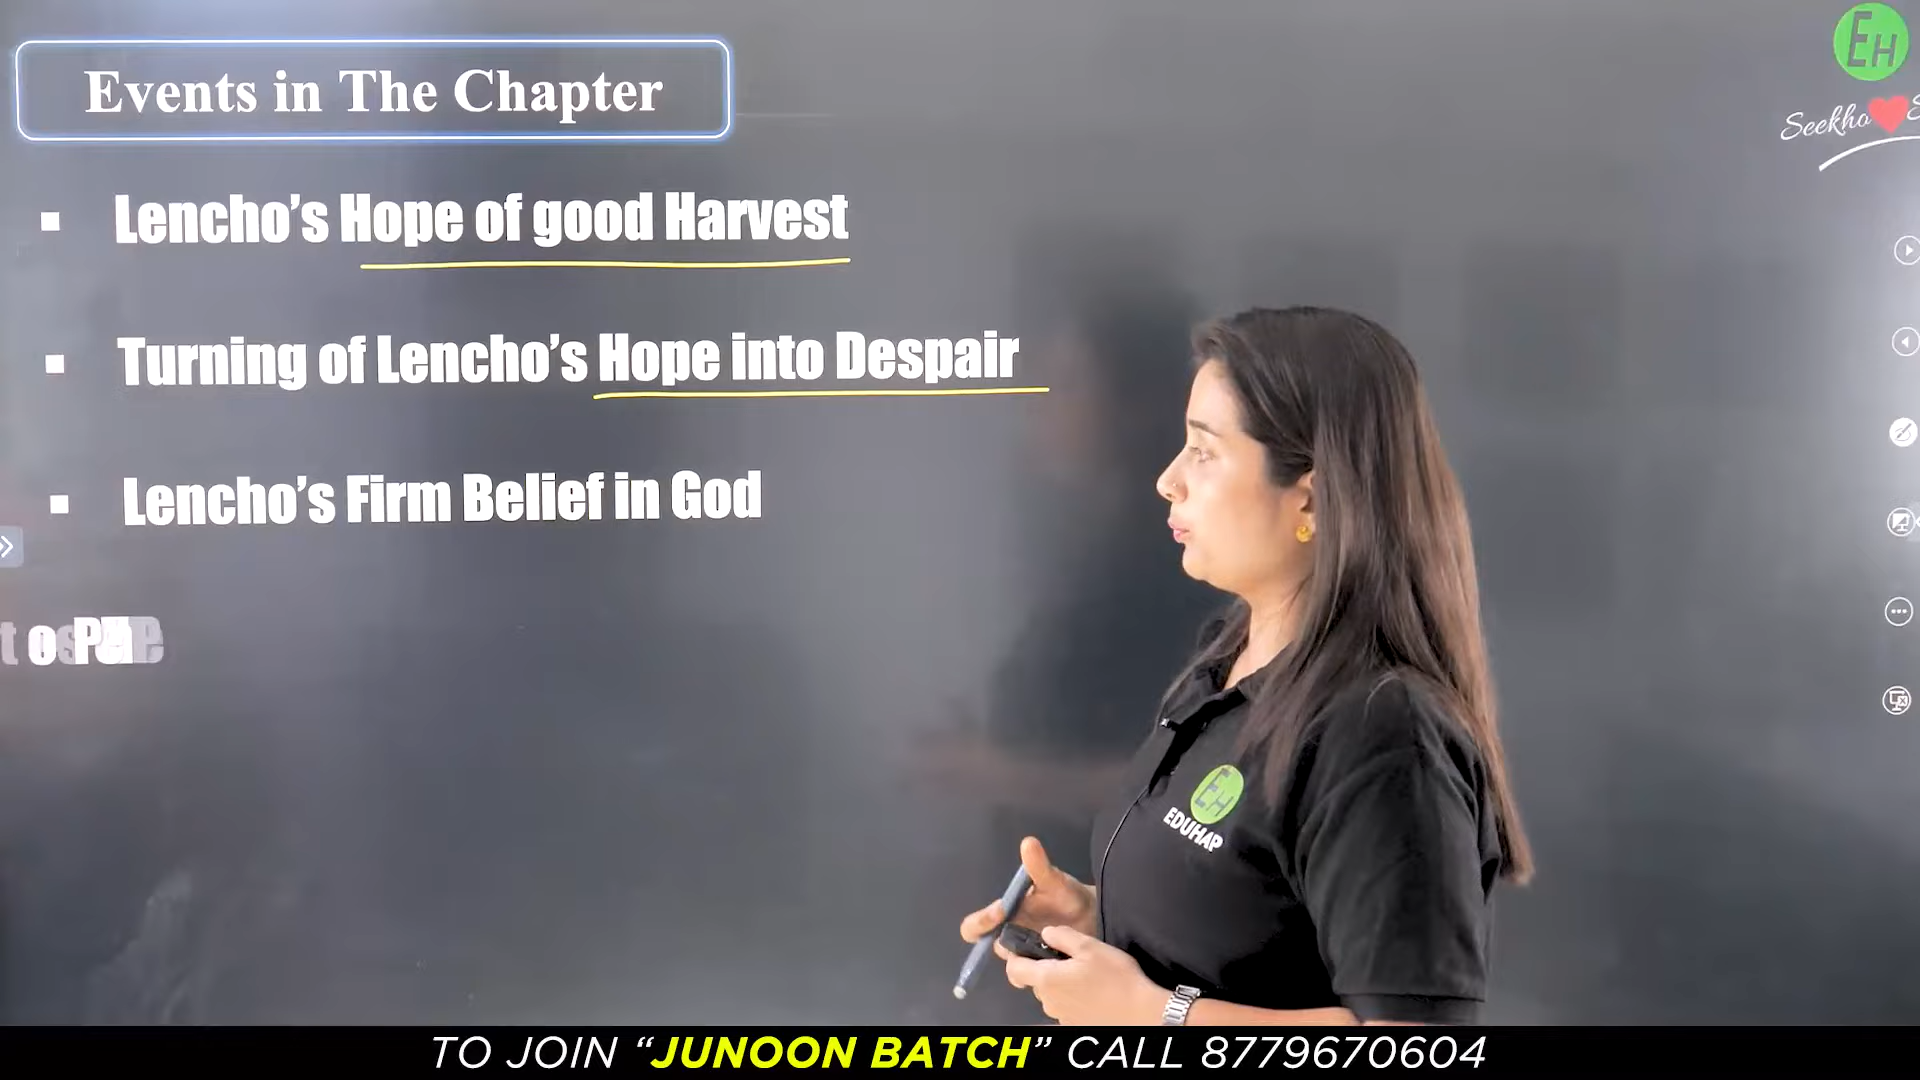 Events in The Chapter
EH
Seekho
▪ Lencho's Hope of good Harvest
▪ Turning of Lencho's Hope into Despair
▪ Lencho's Firm Belief in God
EH
EDUHAP
TO JOIN “JUNOON BATCH” CALL 8779670604